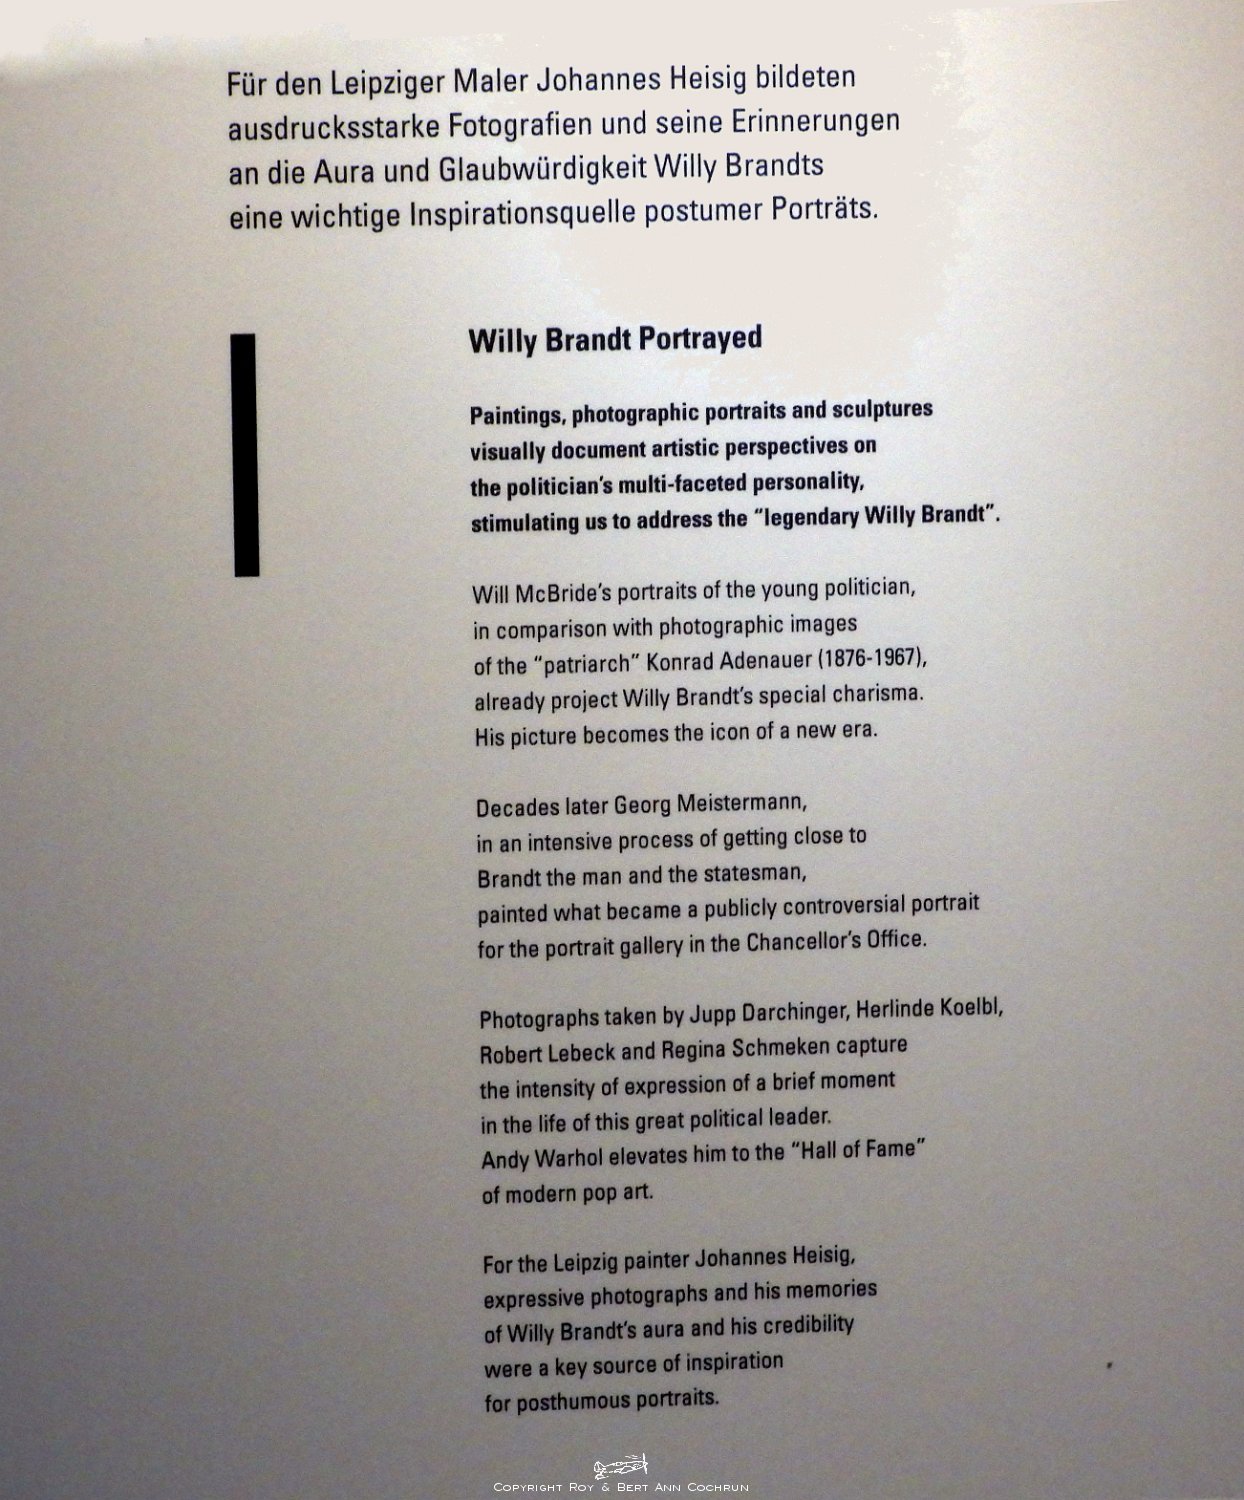 Für den Leipziger Maler Johannes Heisig bildeten
ausdrucksstarke Fotografien und seine Erinnerungen
an die Aura und Glaubwürdigkeit Willy Brandts
eine wichtige Inspirationsquelle postumer Porträts.
Willy Brandt Portrayed
Paintings, photographic portraits and sculptures
visually document artistic perspectives on
the politician's multi-faceted personality,
stimulating us to address the "legendary Willy Brandt".
Will McBride's portraits of the young politician,
in comparison with photographic images
of the "patriarch" Konrad Adenauer (1876-1967),
already project Willy Brandt's special charisma.
His picture becomes the icon of a new era.
Decades later Georg Meistermann,
in an intensive process of getting close to
Brandt the man and the statesman,
painted what became a publicly controversial portrait
for the portrait gallery in the Chancellor's Office.
Photographs taken by Jupp Darchinger, Herlinde Koelbl,
Robert Lebeck and Regina Schmeken capture
the intensity of expression of a brief moment
in the life of this great political leader.
Andy Warhol elevates him to the "Hall of Fame"
of modern pop art.
For the Leipzig painter Johannes Heisig,
expressive photographs and his memories
of Willy Brandt's aura and his credibility
were a key source of inspiration
for posthumous portraits.
Copyright Roy & Bert Ann Cochrun